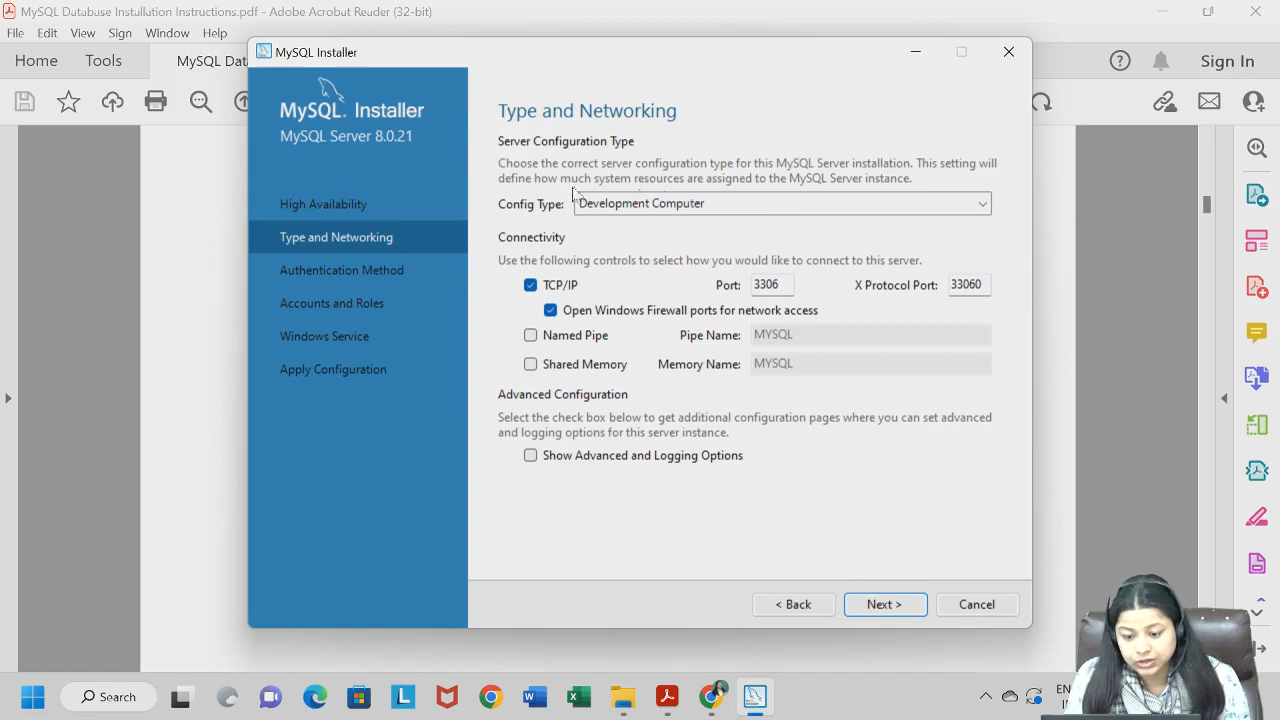 MySQL Database Installation Instructions.pdf - Adobe Acrobat Reader (32-bit)
File Edit View Sign Window Help
Home Tools MySQL Dat
Sign In
MySQL Installer
MySQL. Installer
MySQL Server 8.0.21
High Availability
Type and Networking
Authentication Method
Accounts and Roles
Windows Service
Apply Configuration
Type and Networking
Server Configuration Type
Choose the correct server configuration type for this MySQL Server installation. This setting will
define how much system resources are assigned to the MySQL Server instance.
Config Type: Development Computer
Connectivity
Use the following controls to select how you would like to connect to this server.
TCP/IP Port: 3306 X Protocol Port: 33060
Open Windows Firewall ports for network access
Named Pipe Pipe Name: MYSQL
Shared Memory Memory Name: MYSQL
Advanced Configuration
Select the check box below to get additional configuration pages where you can set advanced
and logging options for this server instance.
Show Advanced and Logging Options
< Back Next > Cancel
Search
EN